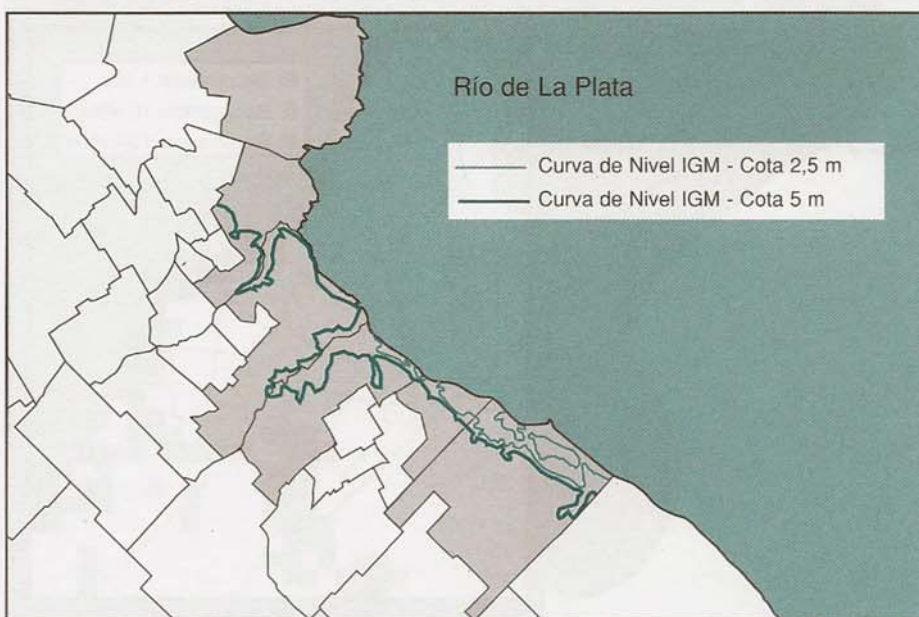 Río de La Plata
Curva de Nivel IGM - Cota 2,5 m
Curva de Nivel IGM - Cota 5 m